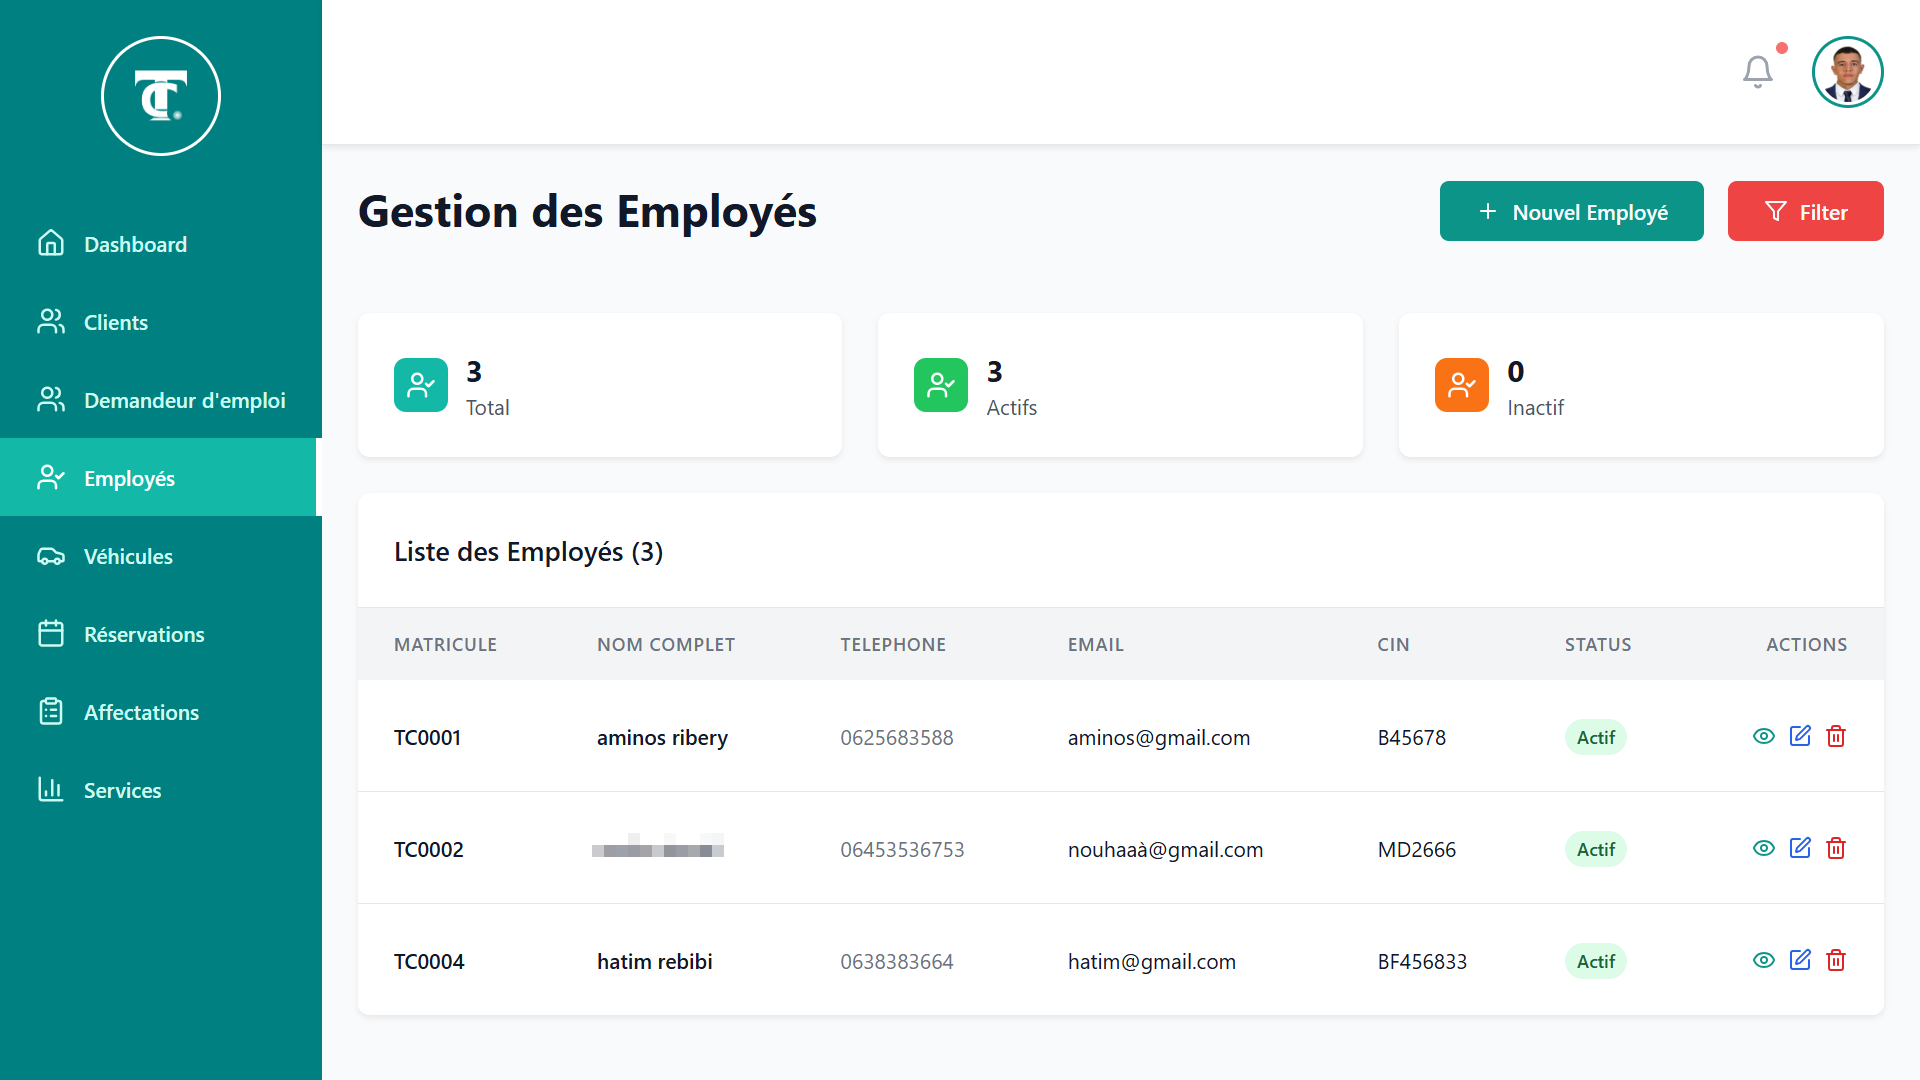 TC.
Dashboard
Clients
Demandeur d'emploi
Employés
Véhicules
Réservations
Affectations
Services
Gestion des Employés
+ Nouvel Employé
Filter
3
Total
3
Actifs
0
Inactif
Liste des Employés (3)
MATRICULE NOM COMPLET TELEPHONE EMAIL CIN STATUS ACTIONS
TC0001 aminos ribery 0625683588 aminos@gmail.com B45678 Actif
TC0002 06453536753 nouhaaà@gmail.com MD2666 Actif
TC0004 hatim rebibi 0638383664 hatim@gmail.com BF456833 Actif